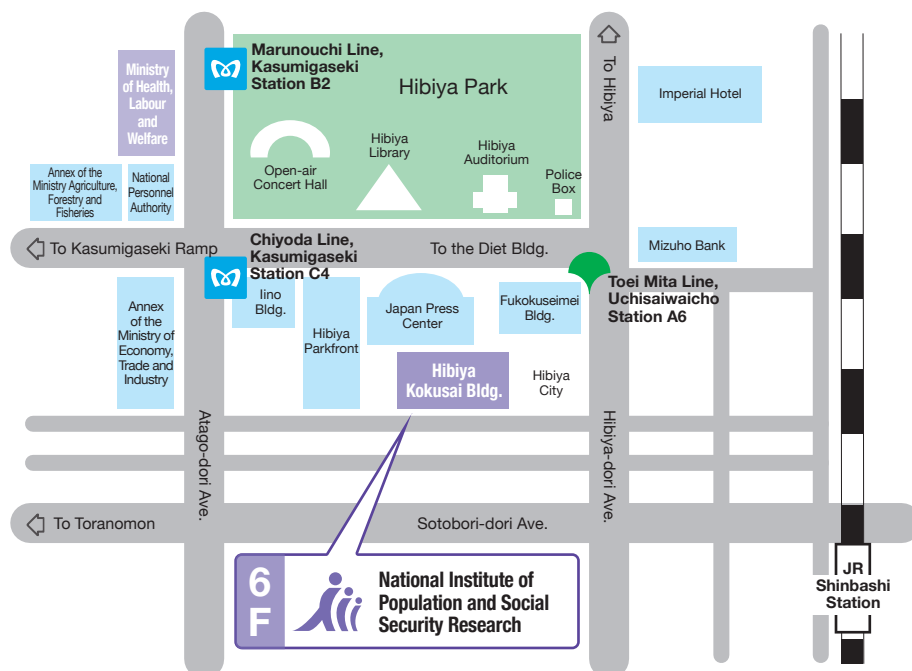 Marunouchi Line,
Kasumigaseki
Station B2
Ministry
of Health,
Labour
and
Welfare
Hibiya Park
To Hibiya
Imperial Hotel
Open-air
Concert Hall
Hibiya
Library
Hibiya
Auditorium
Police
Box
Annex of the
Ministry Agriculture,
Forestry and
Fisheries
National
Personnel
Authority
To Kasumigaseki Ramp
Chiyoda Line,
Kasumigaseki
Station C4
To the Diet Bldg.
Mizuho Bank
Toei Mita Line,
Uchisaiwaicho
Station A6
Annex
of the
Ministry of
Economy,
Trade and
Industry
Iino
Bldg.
Hibiya
Parkfront
Japan Press
Center
Fukokuseimei
Bldg.
Hibiya
Kokusai Bldg.
Hibiya
City
Atago-dori Ave.
Hibiya-dori Ave.
To Toranomon
Sotobori-dori Ave.
6
F
National Institute of
Population and Social
Security Research
JR
Shinbashi
Station